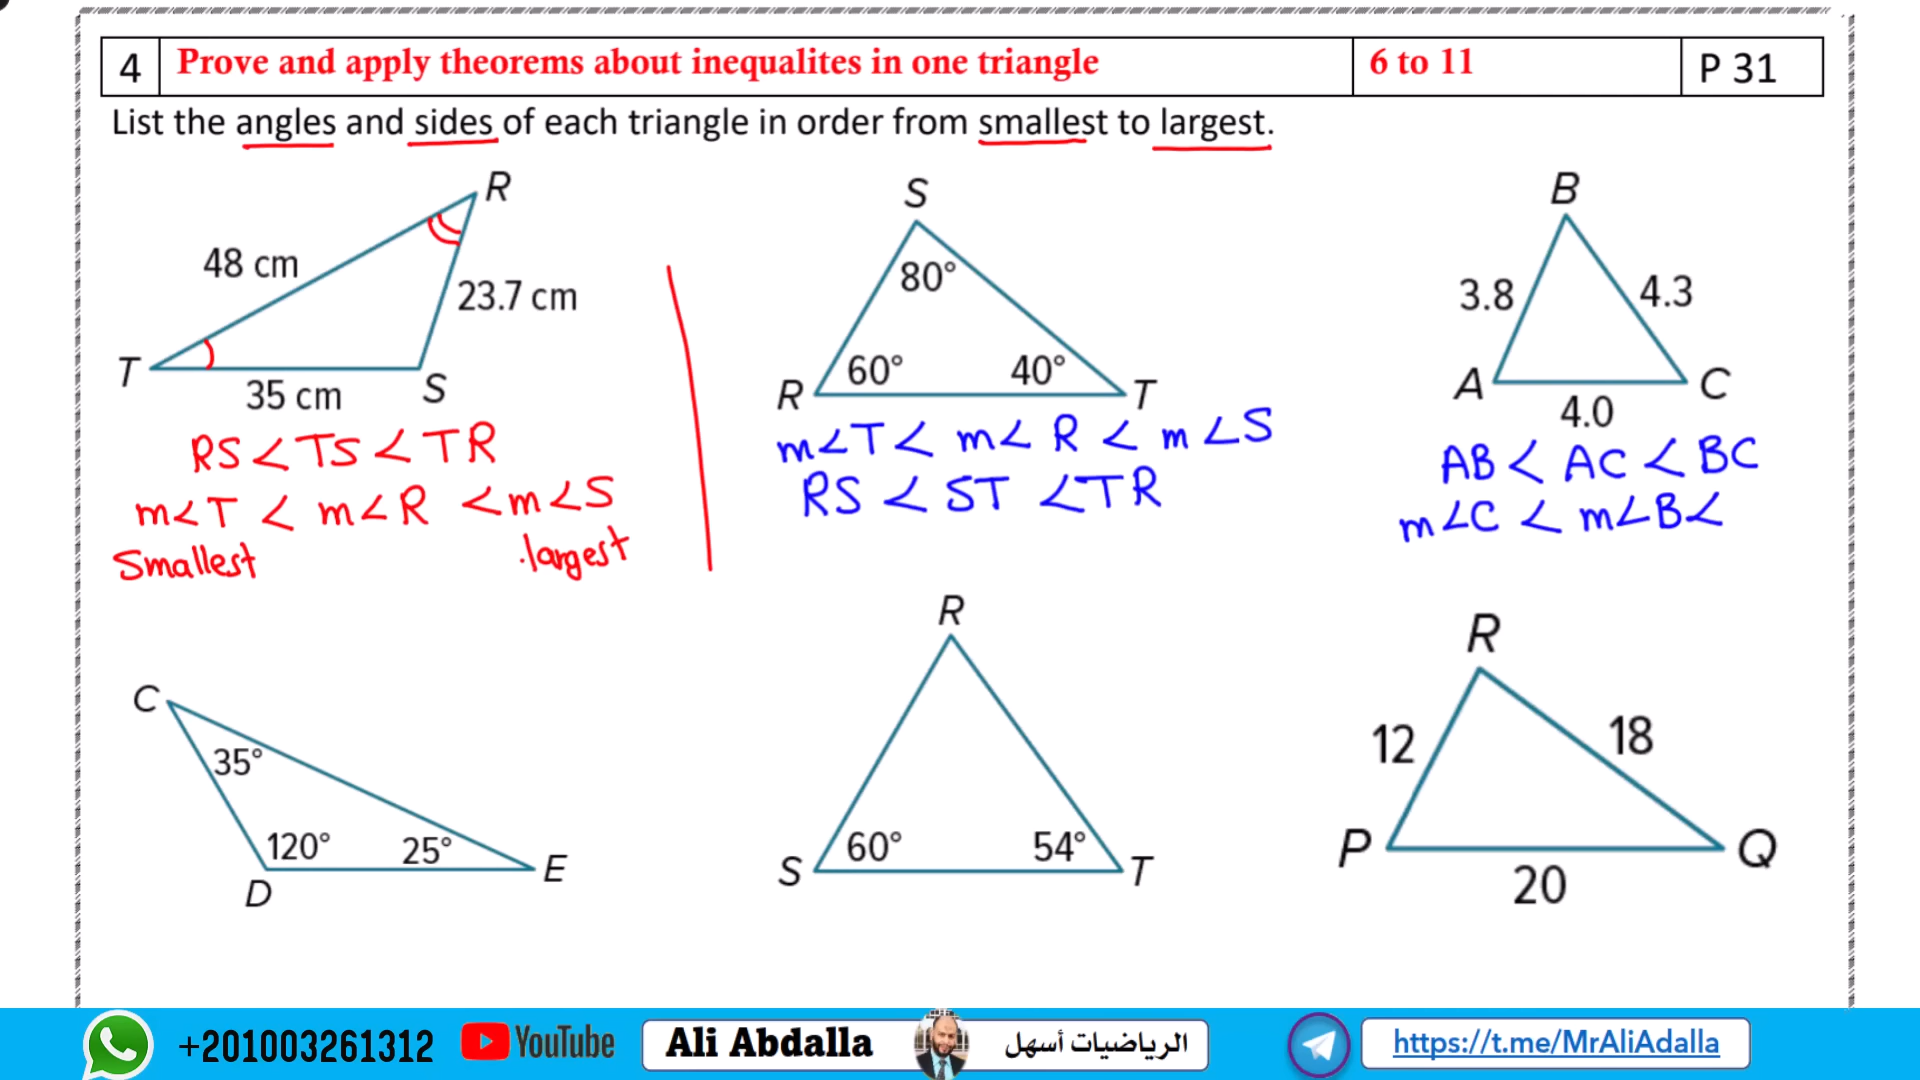 4 Prove and apply theorems about inequalites in one triangle 6 to 11 P 31
List the angles and sides of each triangle in order from smallest to largest.
R
48 cm
23.7 cm
T
35 cm
S
RS < TS < TR
m∠T < m∠R < m∠S
Smallest
largest
S
80°
60°
40°
R
T
m∠T < m∠R < m∠S
RS < ST < TR
B
3.8
4.3
A
C
4.0
AB < AC < BC
m∠C < m∠B <
C
35°
120°
25°
D
E
R
60°
54°
S
T
R
12
18
P
Q
20
+201003261312
YouTube
Ali Abdalla
الرياضيات أسهل
https://t.me/MrAliAdalla